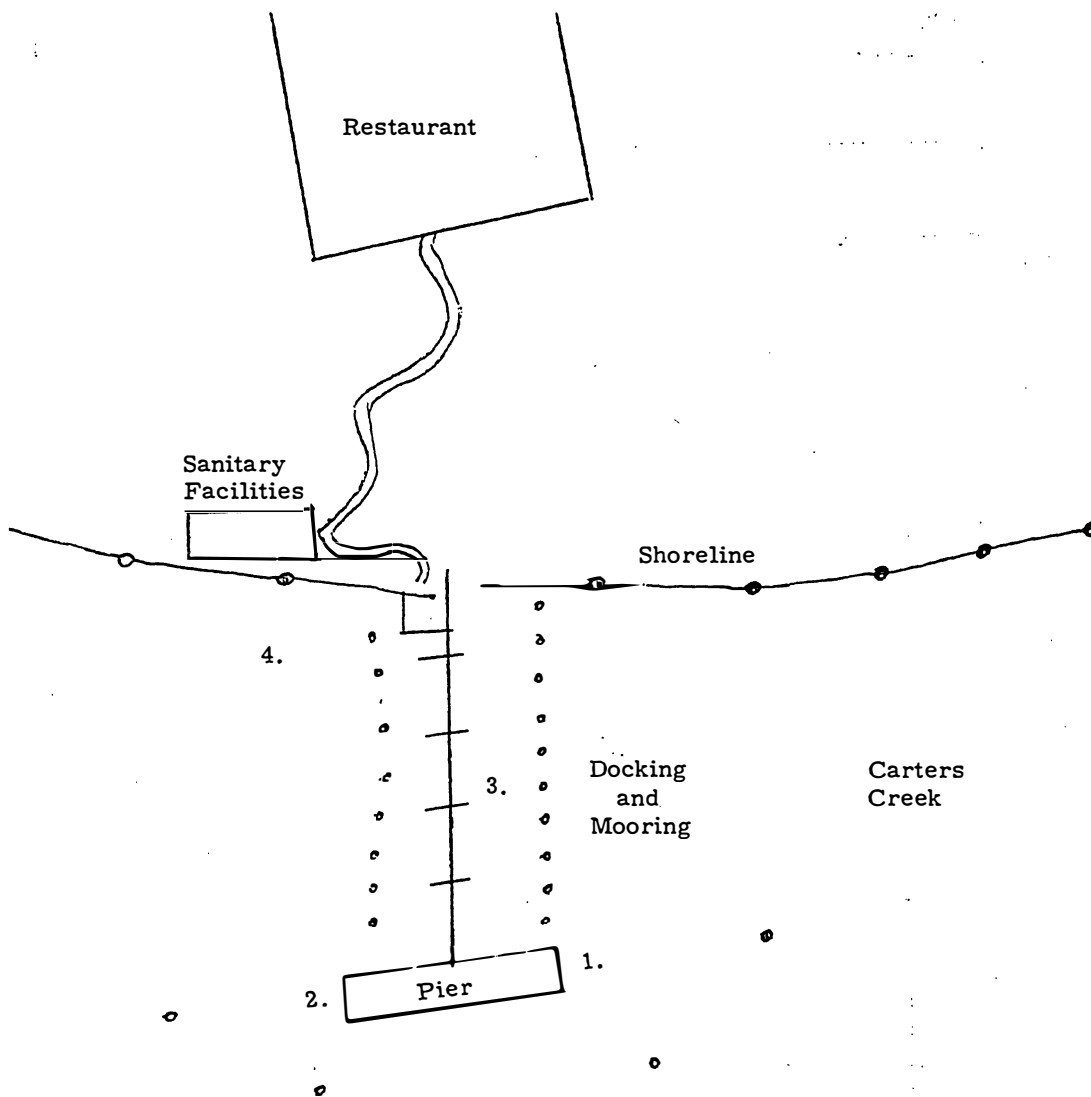 Restaurant
Sanitary
Facilities
Shoreline
4.
3.
Docking
and
Mooring
Carters
Creek
1.
2.
Pier